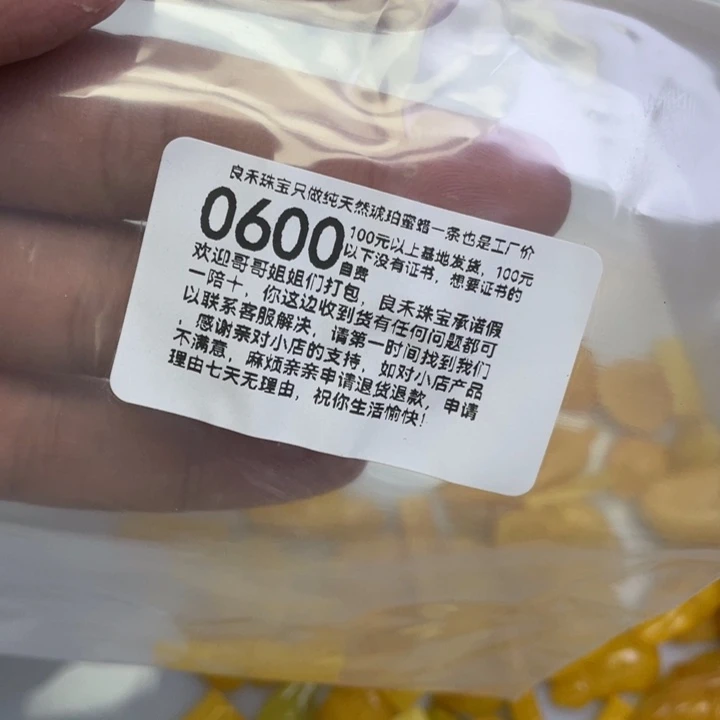 良禾珠宝只做纯天然琥珀蜜蜡一条也是工厂价
0600
100元以上基地发货，100元
以下没有证书，想要证书的
自费
欢迎哥哥姐姐们打包，良禾珠宝承诺假
一陪十，你这边收到货有任何问题都可
以联系客服解决，请第一时间找到我们
，感谢亲对小店的支持，如对小店产品
不满意，麻烦亲亲申请退货退款，申请
理由七天无理由，祝你生活愉快！